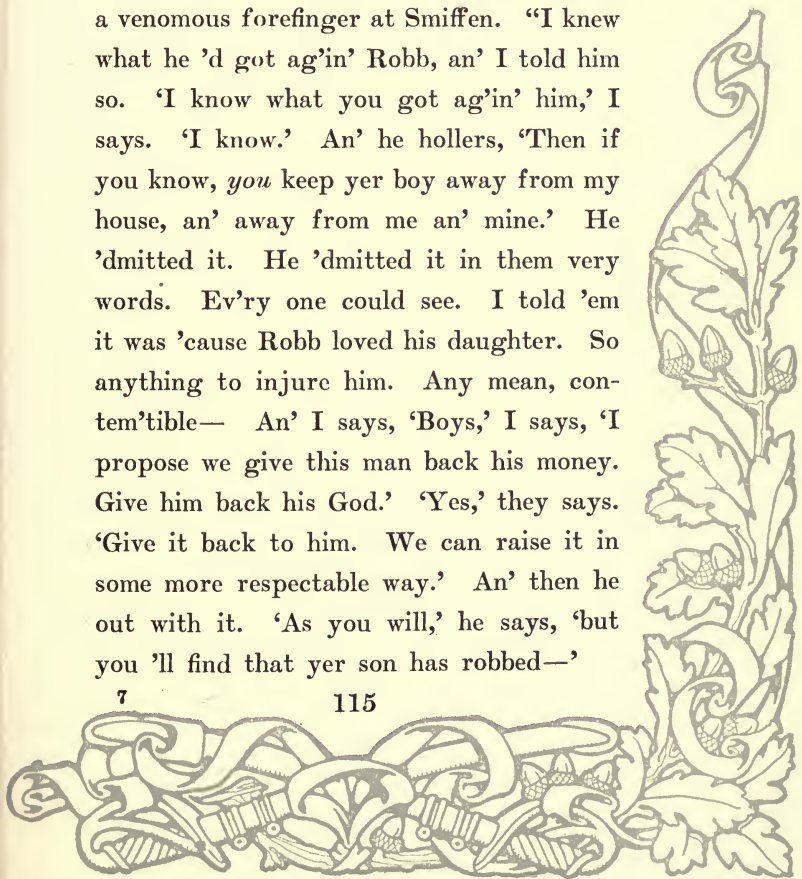 a venomous forefinger at Smiffen. “I knew
what he ’d got ag’in’ Robb, an’ I told him
so. ‘I know what you got ag’in’ him,’ I
says. ‘I know.’ An’ he hollers, ‘Then if
you know, you keep yer boy away from my
house, an’ away from me an’ mine.’ He
’dmitted it. He ’dmitted it in them very
words. Ev’ry one could see. I told ’em
it was ’cause Robb loved his daughter. So
anything to injure him. Any mean, con-
tem’tible— An’ I says, ‘Boys,’ I says, ‘I
propose we give this man back his money.
Give him back his God.’ ‘Yes,’ they says.
‘Give it back to him. We can raise it in
some more respectable way.’ An’ then he
out with it. ‘As you will,’ he says, ‘but
you ’ll find that yer son has robbed—’
7 115